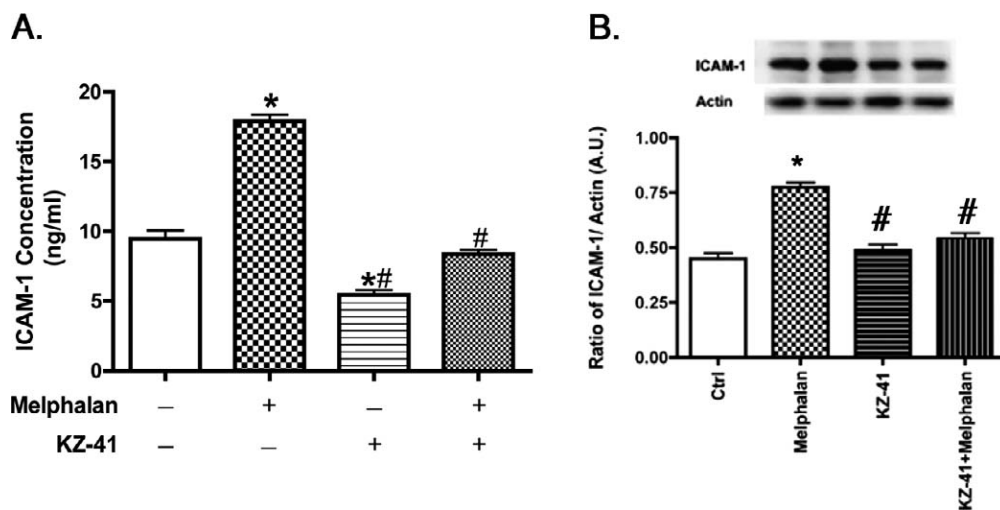 A.
ICAM-1 Concentration
(ng/ml)
20
15
10
5
0
*
*#
#
Melphalan – + – +
KZ-41 – – + +
B.
ICAM-1
Actin
Ratio of ICAM-1/ Actin (A.U.)
1.00
0.75
0.50
0.25
0.00
*
#
#
Ctrl
Melphalan
KZ-41
KZ-41+Melphalan